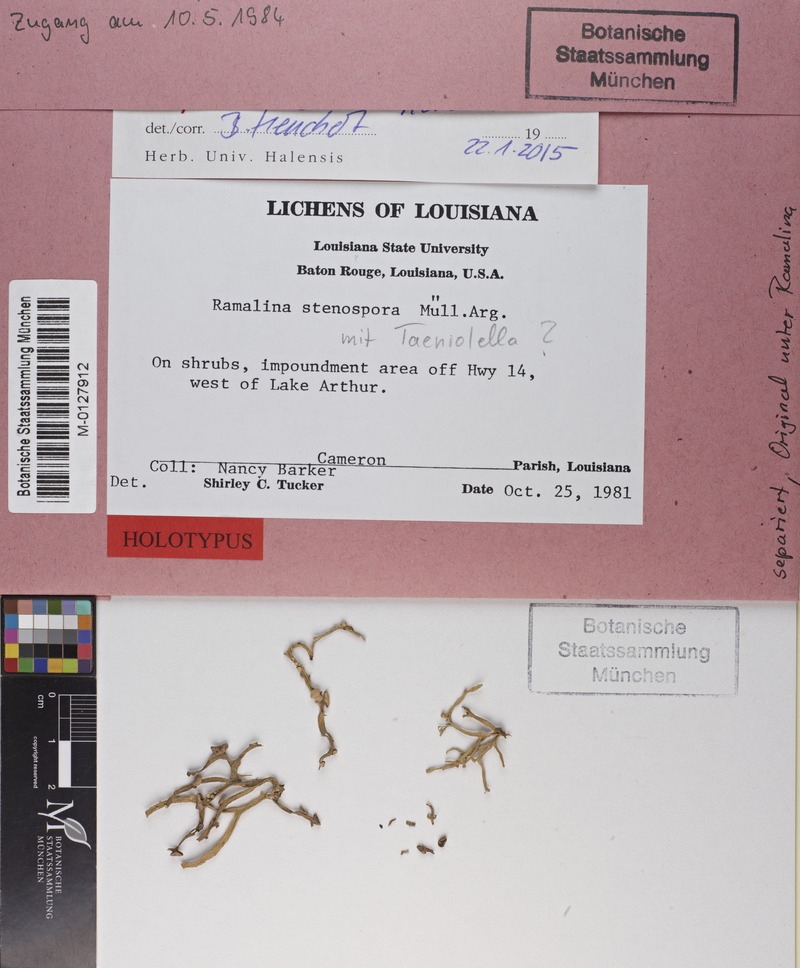 Zugang am 10.5.1984
Botanische
Staatssammlung
München
det./corr.
19
22.1.2015
Herb. Univ. Halensis
LICHENS OF LOUISIANA
Louisiana State University
Baton Rouge, Louisiana, U.S.A.
Ramalina stenospora Müll.Arg.
mit Taeniolella ?
On shrubs, impoundment area off Hwy 14,
west of Lake Arthur.
Cameron Parish, Louisiana
Coll: Nancy Barker
Det. Shirley C. Tucker Date Oct. 25, 1981
HOLOTYPUS
Botanische Staatssammlung München
M-0127912
separiert, Original unter Ramalina
Botanische
Staatssammlung
München
0 1 2
cm
copyright reserved
M
BOTANISCHE
STAATSSAMMLUNG
MÜNCHEN